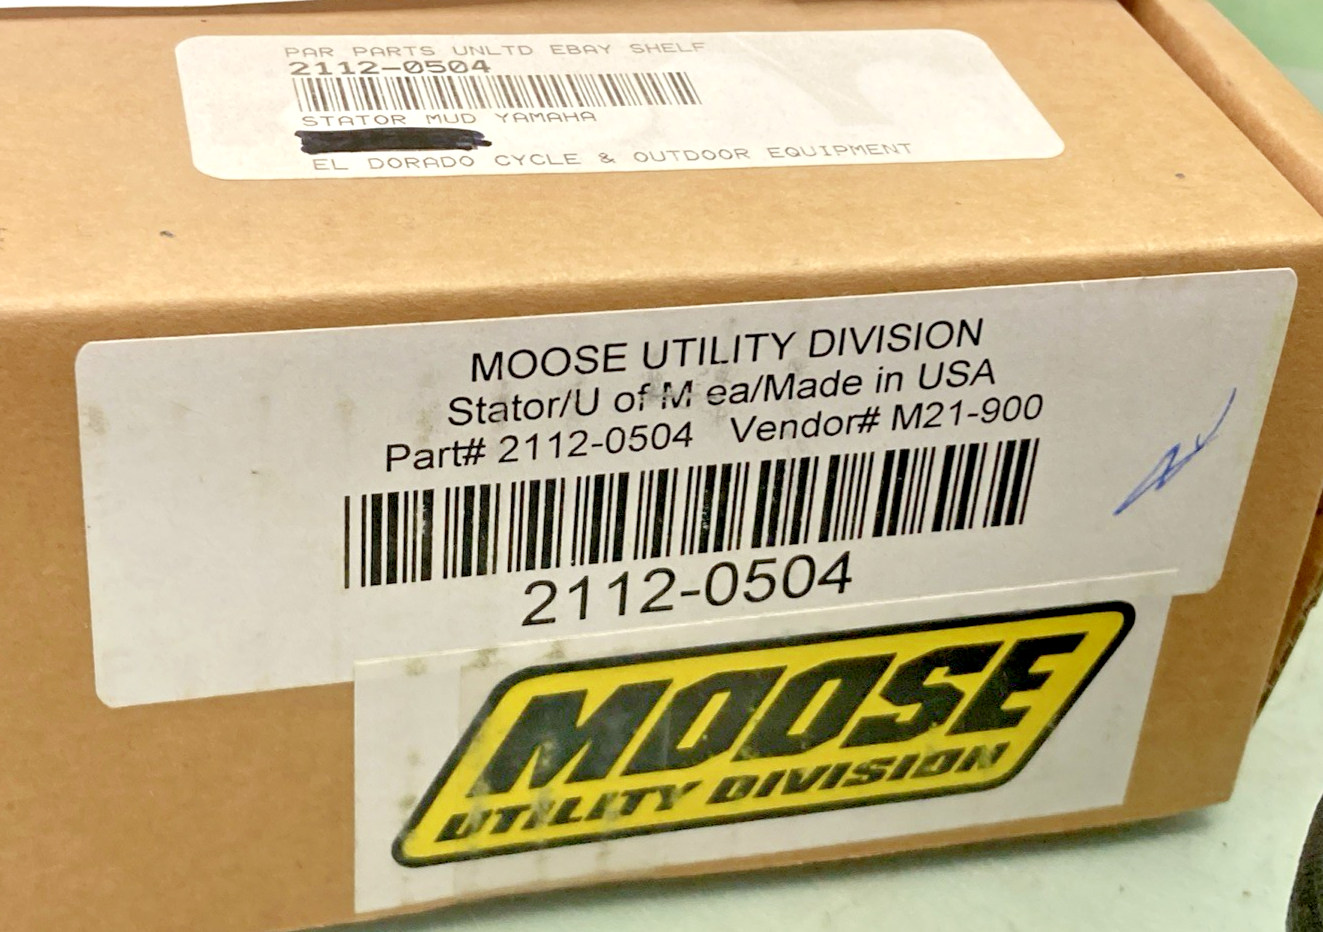 PAR PARTS UNLTD EBAY SHELF
2112-0504
STATOR MUD YAMAHA
EL DORADO CYCLE & OUTDOOR EQUIPMENT
MOOSE UTILITY DIVISION
Stator/U of M ea/Made in USA
Part# 2112-0504 Vendor# M21-900
2112-0504
MOOSE
UTILITY DIVISION